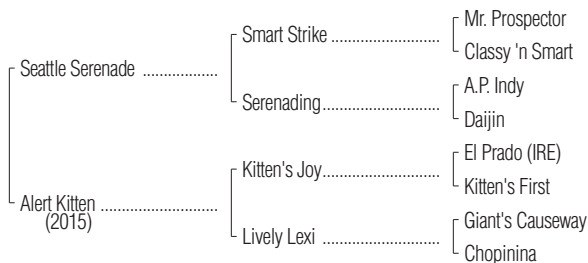 Mr. Prospector
Smart Strike ........................
Classy 'n Smart
Seattle Serenade ................
A.P. Indy
Serenading .........................
Daijin
El Prado (IRE)
Kitten's Joy..........................
Kitten's First
Alert Kitten .........................
(2015)
Giant's Causeway
Lively Lexi ..........................
Chopinina